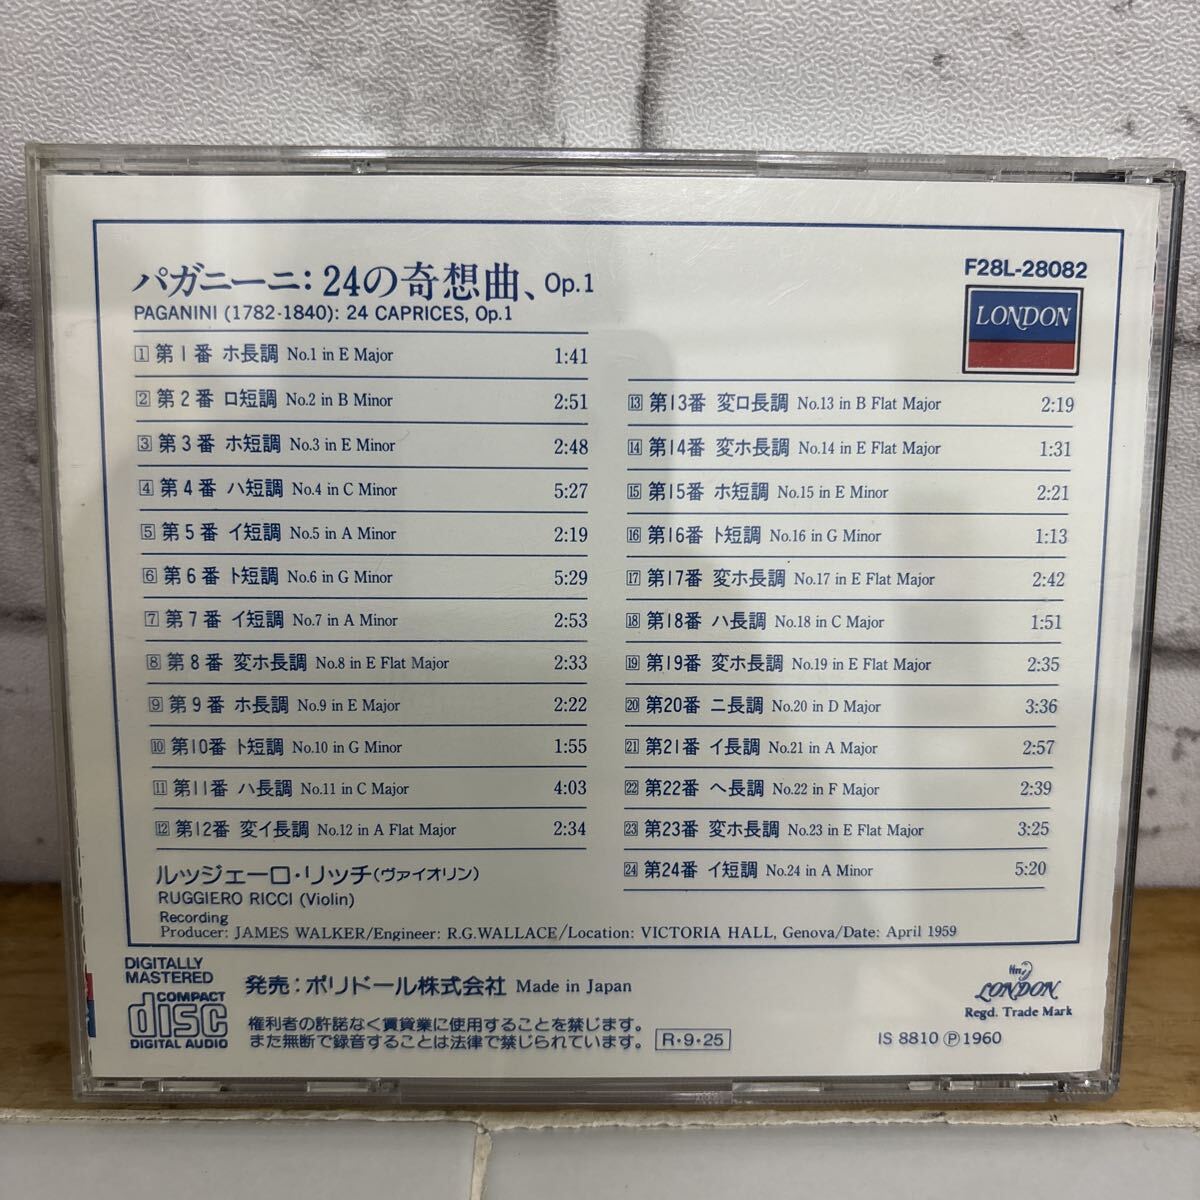 パガニーニ：24の奇想曲、Op.1
PAGANINI (1782-1840): 24 CAPRICES, Op.1
F28L-28082
LONDON
1 第1番 ホ長調 No.1 in E Major 1:41
2 第2番 ロ短調 No.2 in B Minor 2:51
3 第3番 ホ短調 No.3 in E Minor 2:48
4 第4番 ハ短調 No.4 in C Minor 5:27
5 第5番 イ短調 No.5 in A Minor 2:19
6 第6番 ト短調 No.6 in G Minor 5:29
7 第7番 イ短調 No.7 in A Minor 2:53
8 第8番 変ホ長調 No.8 in E Flat Major 2:33
9 第9番 ホ長調 No.9 in E Major 2:22
10 第10番 ト短調 No.10 in G Minor 1:55
11 第11番 ハ長調 No.11 in C Major 4:03
12 第12番 変イ長調 No.12 in A Flat Major 2:34
13 第13番 変ロ長調 No.13 in B Flat Major 2:19
14 第14番 変ホ長調 No.14 in E Flat Major 1:31
15 第15番 ホ短調 No.15 in E Minor 2:21
16 第16番 ト短調 No.16 in G Minor 1:13
17 第17番 変ホ長調 No.17 in E Flat Major 2:42
18 第18番 ハ長調 No.18 in C Major 1:51
19 第19番 変ホ長調 No.19 in E Flat Major 2:35
20 第20番 ニ長調 No.20 in D Major 3:36
21 第21番 イ長調 No.21 in A Major 2:57
22 第22番 ヘ長調 No.22 in F Major 2:39
23 第23番 変ホ長調 No.23 in E Flat Major 3:25
24 第24番 イ短調 No.24 in A Minor 5:20
ルッジェーロ・リッチ(ヴァイオリン)
RUGGIERO RICCI (Violin)
Recording
Producer: JAMES WALKER/Engineer: R.G.WALLACE/Location: VICTORIA HALL, Genova/Date: April 1959
DIGITALLY
MASTERED
COMPACT
disc
DIGITAL AUDIO
発売：ポリドール株式会社 Made in Japan
権利者の許諾なく賃貸業に使用することを禁じます。
また無断で録音することは法律で禁じられています。 R・9・25
ffrr
LONDON
Regd. Trade Mark
IS 8810 Ⓟ1960